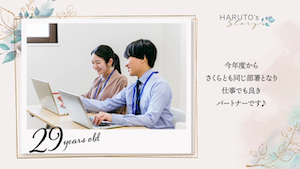 HARUTO's
Story
今年度から
さくらとも同じ部署となり
仕事でも良き
パートナーです♪
29 years old